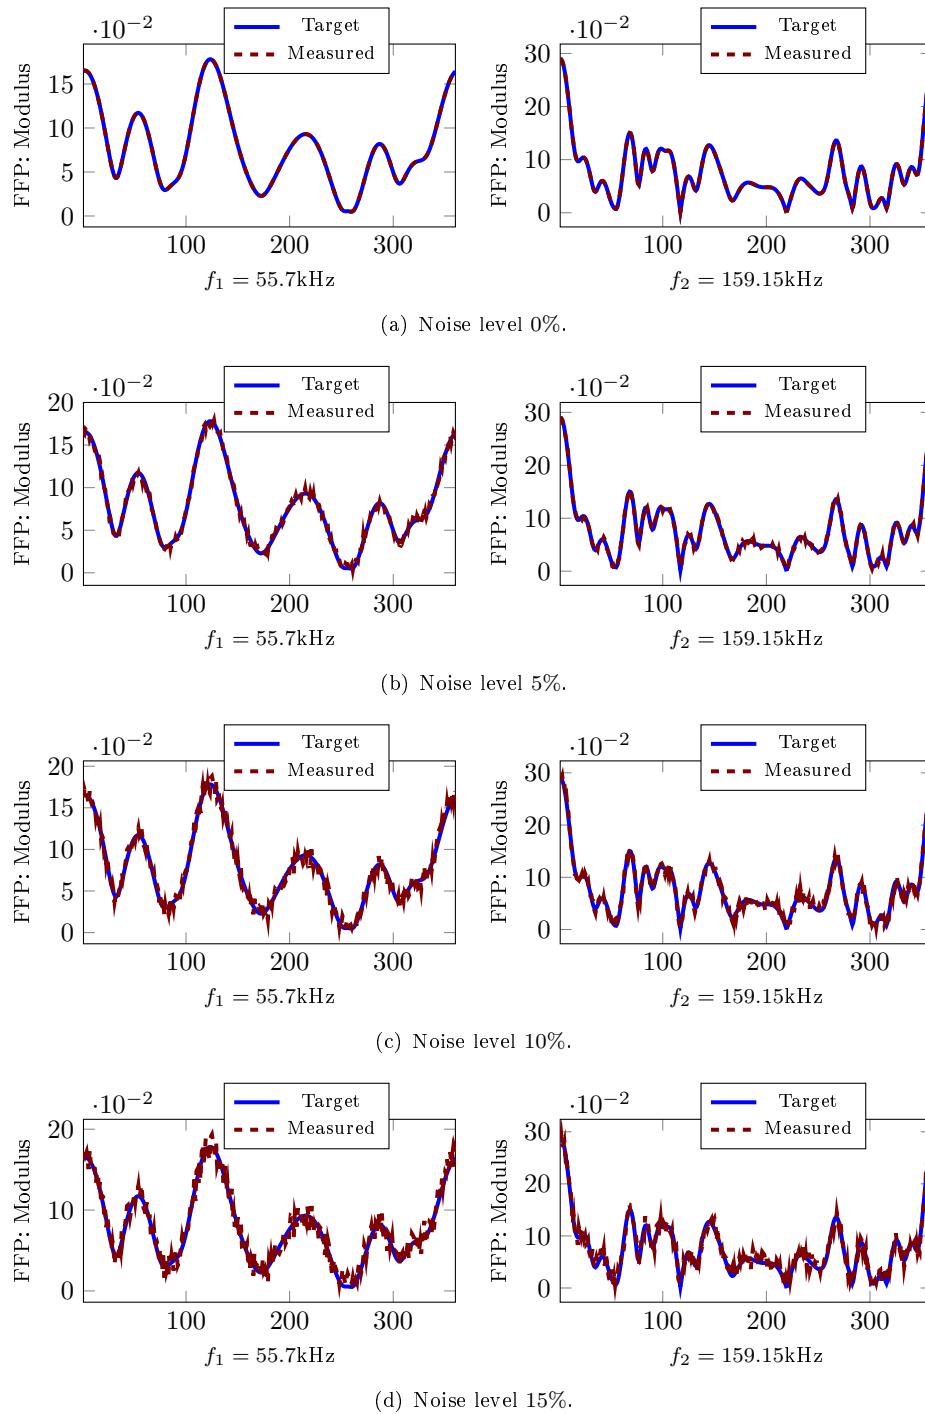 ·10⁻²
Target
Measured
FFP: Modulus
15
10
5
0
100
200
300
f₁ = 55.7kHz
·10⁻²
Target
Measured
FFP: Modulus
30
20
10
0
100
200
300
f₂ = 159.15kHz
(a) Noise level 0%.
·10⁻²
Target
Measured
FFP: Modulus
20
15
10
5
0
100
200
300
f₁ = 55.7kHz
·10⁻²
Target
Measured
FFP: Modulus
30
20
10
0
100
200
300
f₂ = 159.15kHz
(b) Noise level 5%.
·10⁻²
Target
Measured
FFP: Modulus
20
15
10
5
0
100
200
300
f₁ = 55.7kHz
·10⁻²
Target
Measured
FFP: Modulus
30
20
10
0
100
200
300
f₂ = 159.15kHz
(c) Noise level 10%.
·10⁻²
Target
Measured
FFP: Modulus
20
10
0
100
200
300
f₁ = 55.7kHz
·10⁻²
Target
Measured
FFP: Modulus
30
20
10
0
100
200
300
f₂ = 159.15kHz
(d) Noise level 15%.